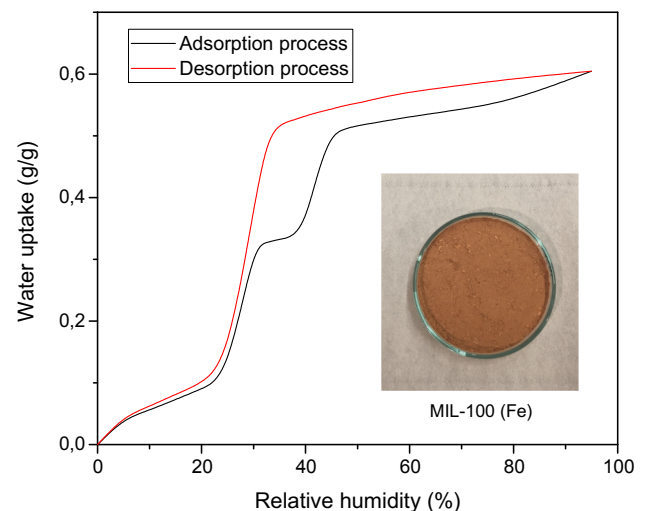 Adsorption process
Desorption process
Water uptake (g/g)
0,6
0,4
0,2
0,0
0
20
40
60
80
100
Relative humidity (%)
MIL-100 (Fe)